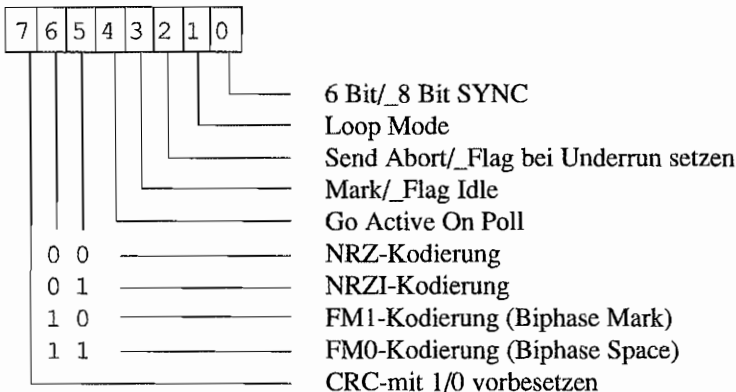 7 6 5 4 3 2 1 0
6 Bit/_8 Bit SYNC
Loop Mode
Send Abort/_Flag bei Underrun setzen
Mark/_Flag Idle
Go Active On Poll
0 0 NRZ-Kodierung
0 1 NRZI-Kodierung
1 0 FM1-Kodierung (Biphase Mark)
1 1 FM0-Kodierung (Biphase Space)
CRC-mit 1/0 vorbesetzen